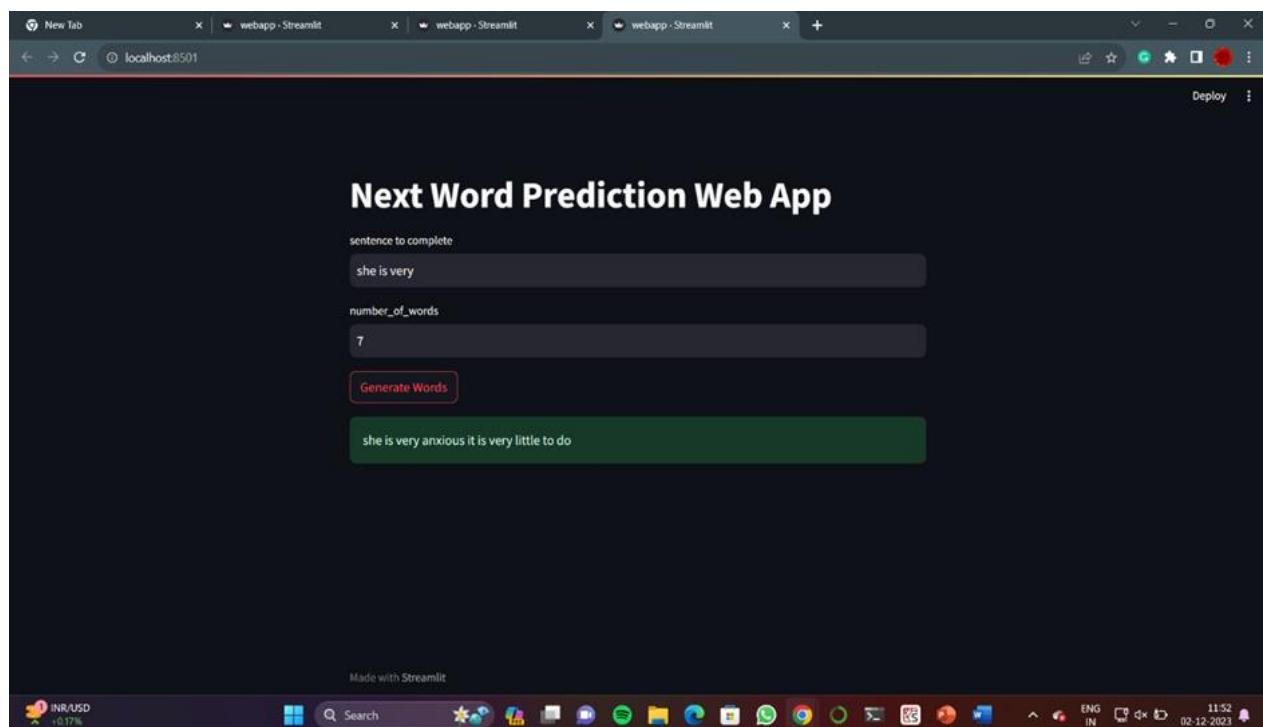 New Tab
webapp · Streamlit
webapp · Streamlit
webapp · Streamlit
localhost:8501
Deploy
Next Word Prediction Web App
sentence to complete
she is very
number_of_words
7
Generate Words
she is very anxious it is very little to do
Made with Streamlit
1
INR/USD
+0.17%
Search
ENG
IN
11:52
02-12-2023